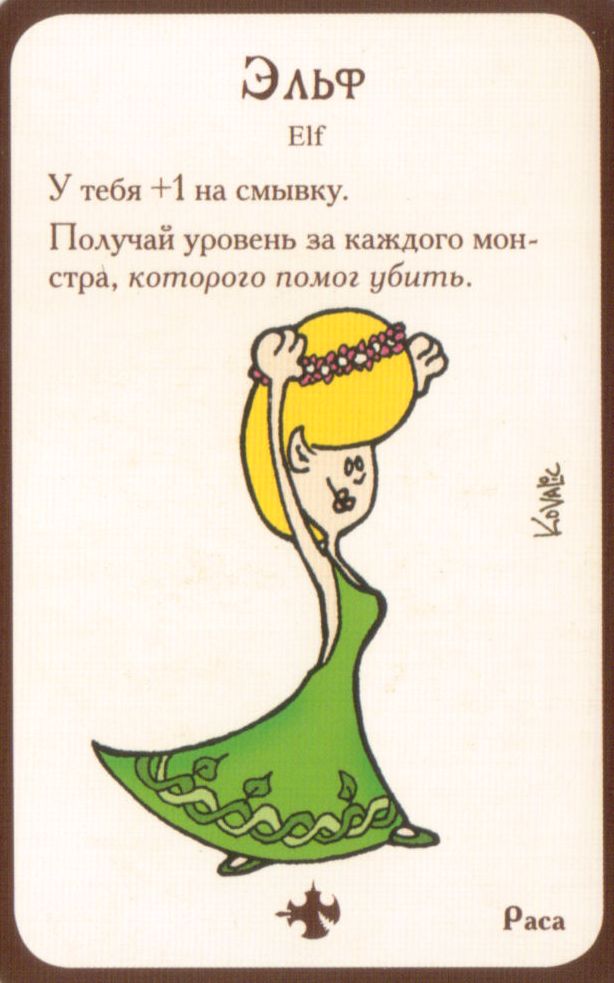 Эльф
Elf
У тебя +1 на смывку.
Получай уровень за каждого мон-
стра, которого помог убить.
KOVALIC
Раса